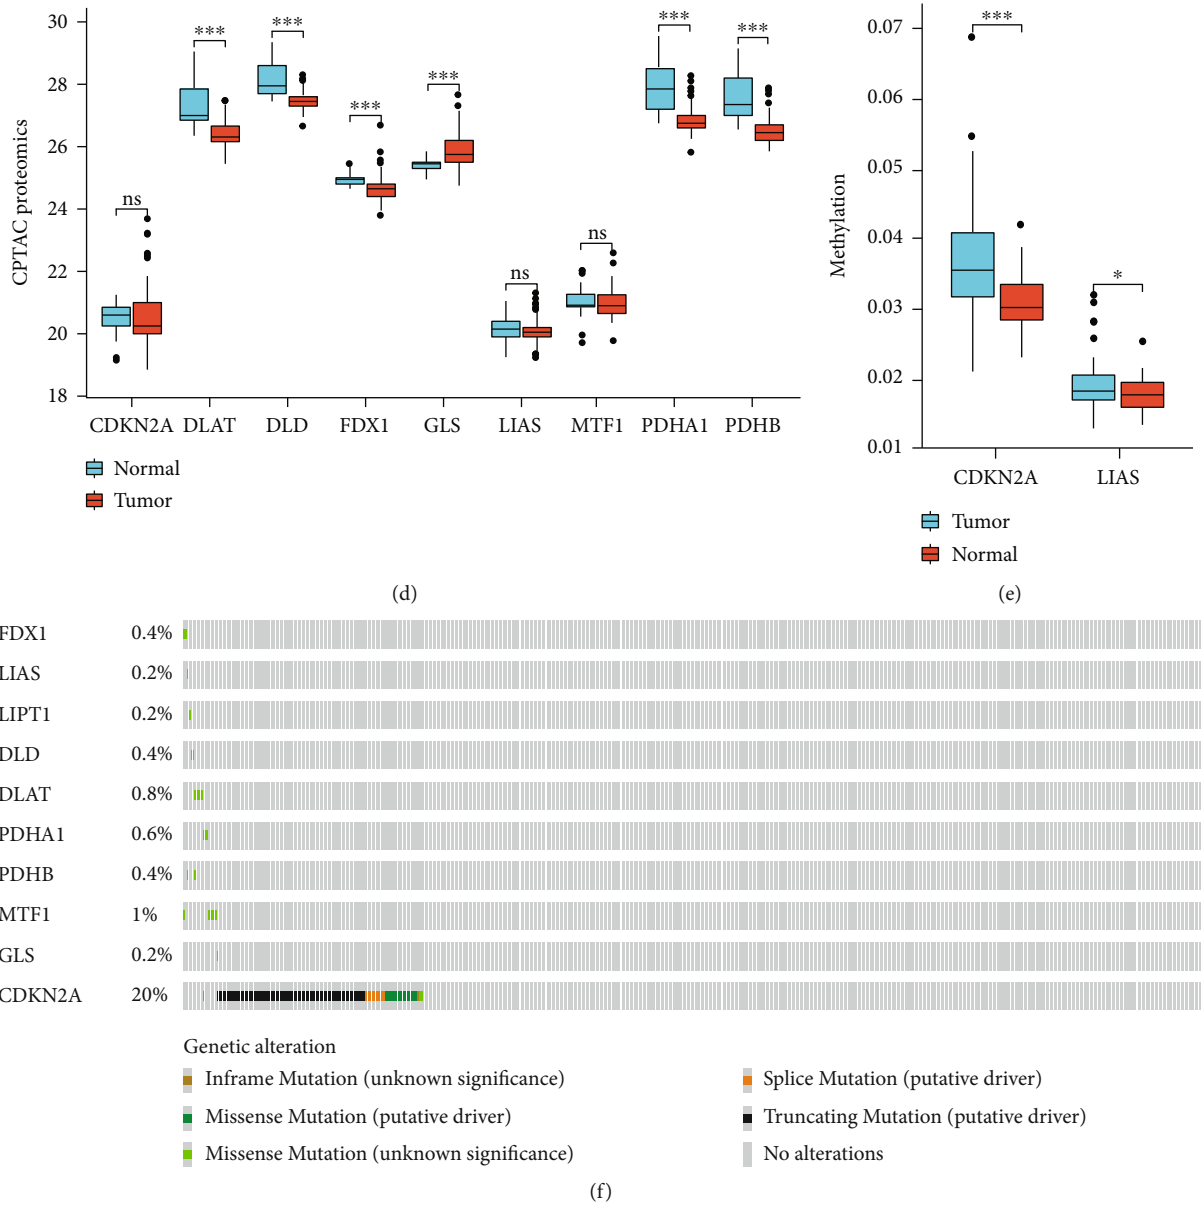 30
28
26
24
22
20
18
CPTAC proteomics
ns
***
***
***
***
ns
ns
***
***
CDKN2A DLAT DLD FDX1 GLS LIAS MTF1 PDHA1 PDHB
Normal
Tumor
(d)
0.07
0.06
0.05
0.04
0.03
0.02
0.01
Methylation
***
*
CDKN2A LIAS
Tumor
Normal
(e)
FDX1 0.4%
LIAS 0.2%
LIPT1 0.2%
DLD 0.4%
DLAT 0.8%
PDHA1 0.6%
PDHB 0.4%
MTF1 1%
GLS 0.2%
CDKN2A 20%
Genetic alteration
Inframe Mutation (unknown significance)
Missense Mutation (putative driver)
Missense Mutation (unknown significance)
Splice Mutation (putative driver)
Truncating Mutation (putative driver)
No alterations
(f)